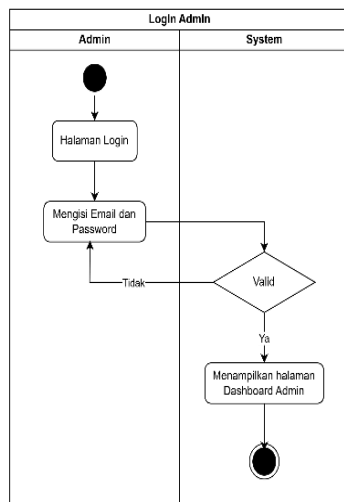 Login Admin
Admin System
Halaman Login
Mengisi Email dan
Password
Tidak
Valid
Ya
Menampilkan halaman
Dashboard Admin